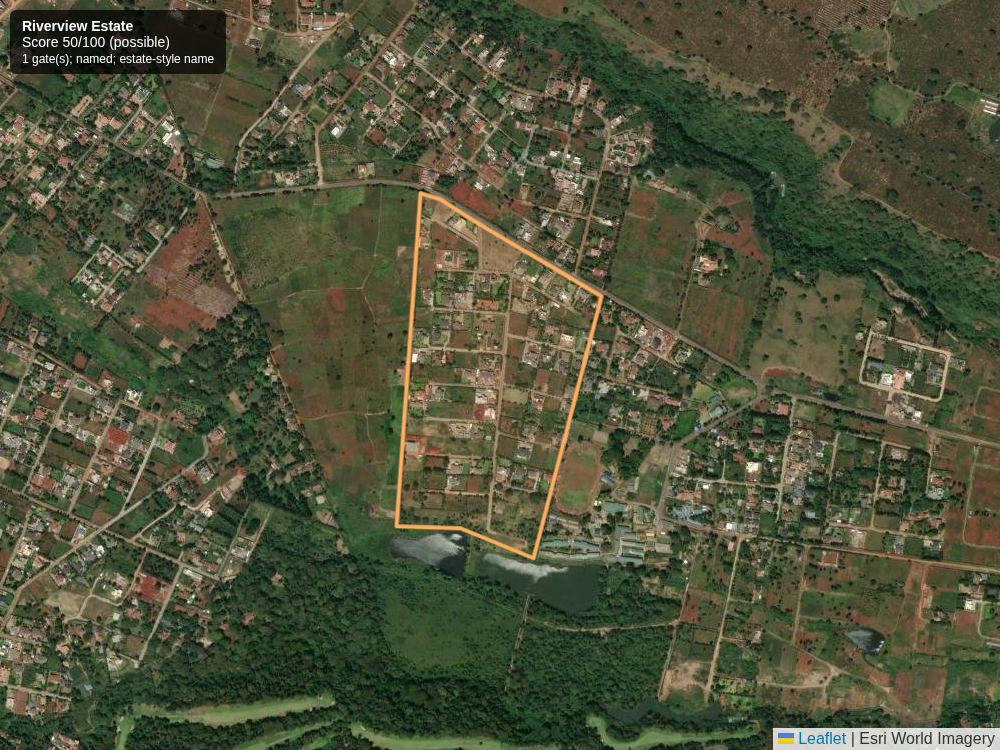 Riverview Estate
Score 50/100 (possible)
1 gate(s); named; estate-style name
Leaflet | Esri World Imagery